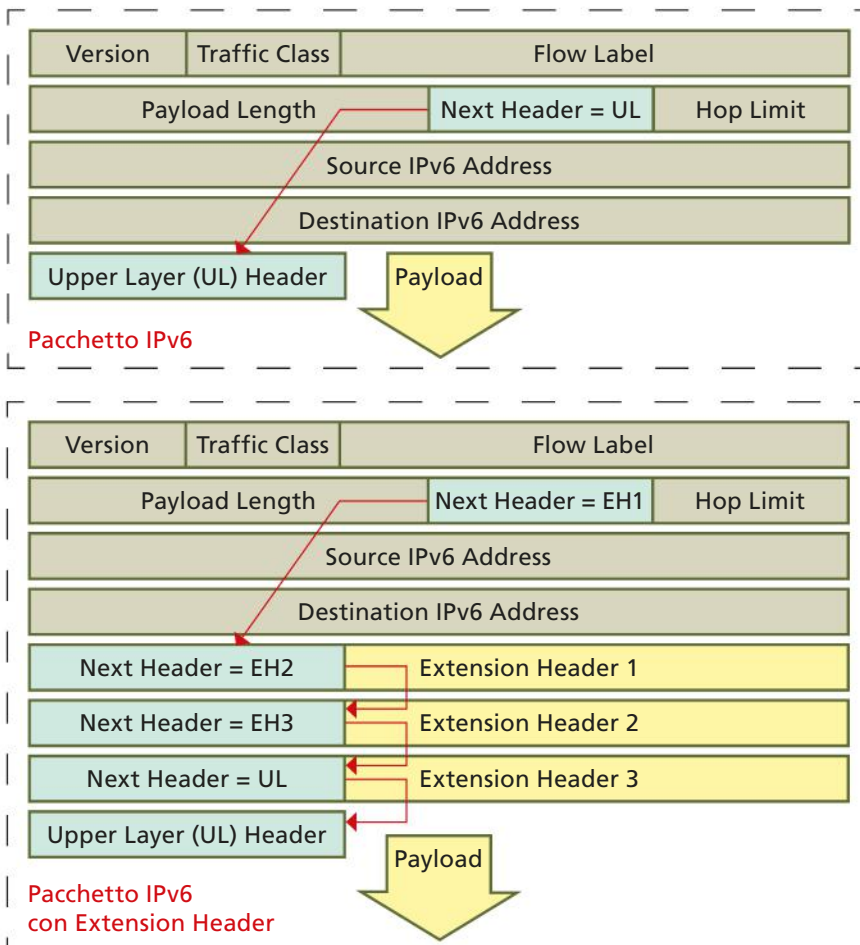 Version Traffic Class Flow Label
Payload Length Next Header = UL Hop Limit
Source IPv6 Address
Destination IPv6 Address
Upper Layer (UL) Header Payload
Pacchetto IPv6
Version Traffic Class Flow Label
Payload Length Next Header = EH1 Hop Limit
Source IPv6 Address
Destination IPv6 Address
Next Header = EH2 Extension Header 1
Next Header = EH3 Extension Header 2
Next Header = UL Extension Header 3
Upper Layer (UL) Header
Payload
Pacchetto IPv6
con Extension Header